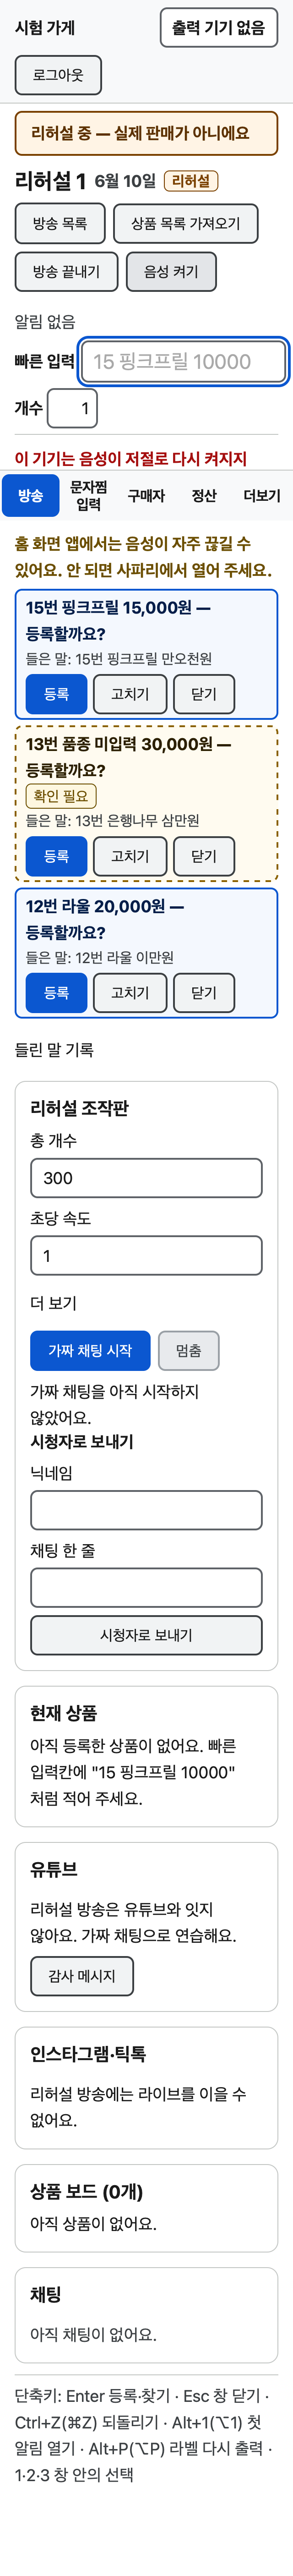 시험 가게
출력 기기 없음
로그아웃
리허설 중 — 실제 판매가 아니에요
리허설 1 6월 10일 리허설
방송 목록
상품 목록 가져오기
방송 끝내기
음성 켜기
알림 없음
빠른 입력
15 핑크프릴 10000
개수
1
이 기기는 음성이 저절로 다시 켜지지
방송
문자찜
입력
구매자
정산
더보기
홈 화면 앱에서는 음성이 자주 끊길 수
있어요. 안 되면 사파리에서 열어 주세요.
15번 핑크프릴 15,000원 —
등록할까요?
들은 말: 15번 핑크프릴 만오천원
등록
고치기
닫기
13번 품종 미입력 30,000원 —
등록할까요?
확인 필요
들은 말: 13번 은행나무 삼만원
등록
고치기
닫기
12번 라울 20,000원 —
등록할까요?
들은 말: 12번 라울 이만원
등록
고치기
닫기
들린 말 기록
리허설 조작판
총 개수
300
초당 속도
1
더 보기
가짜 채팅 시작
멈춤
가짜 채팅을 아직 시작하지
않았어요.
시청자로 보내기
닉네임
채팅 한 줄
시청자로 보내기
현재 상품
아직 등록한 상품이 없어요. 빠른
입력칸에 "15 핑크프릴 10000"
처럼 적어 주세요.
유튜브
리허설 방송은 유튜브와 잇지
않아요. 가짜 채팅으로 연습해요.
감사 메시지
인스타그램·틱톡
리허설 방송에는 라이브를 이을 수
없어요.
상품 보드 (0개)
아직 상품이 없어요.
채팅
아직 채팅이 없어요.
단축키: Enter 등록·찾기 · Esc 창 닫기 ·
Ctrl+Z(⌘Z) 되돌리기 · Alt+1(⌥1) 첫
알림 열기 · Alt+P(⌥P) 라벨 다시 출력 ·
1·2·3 창 안의 선택